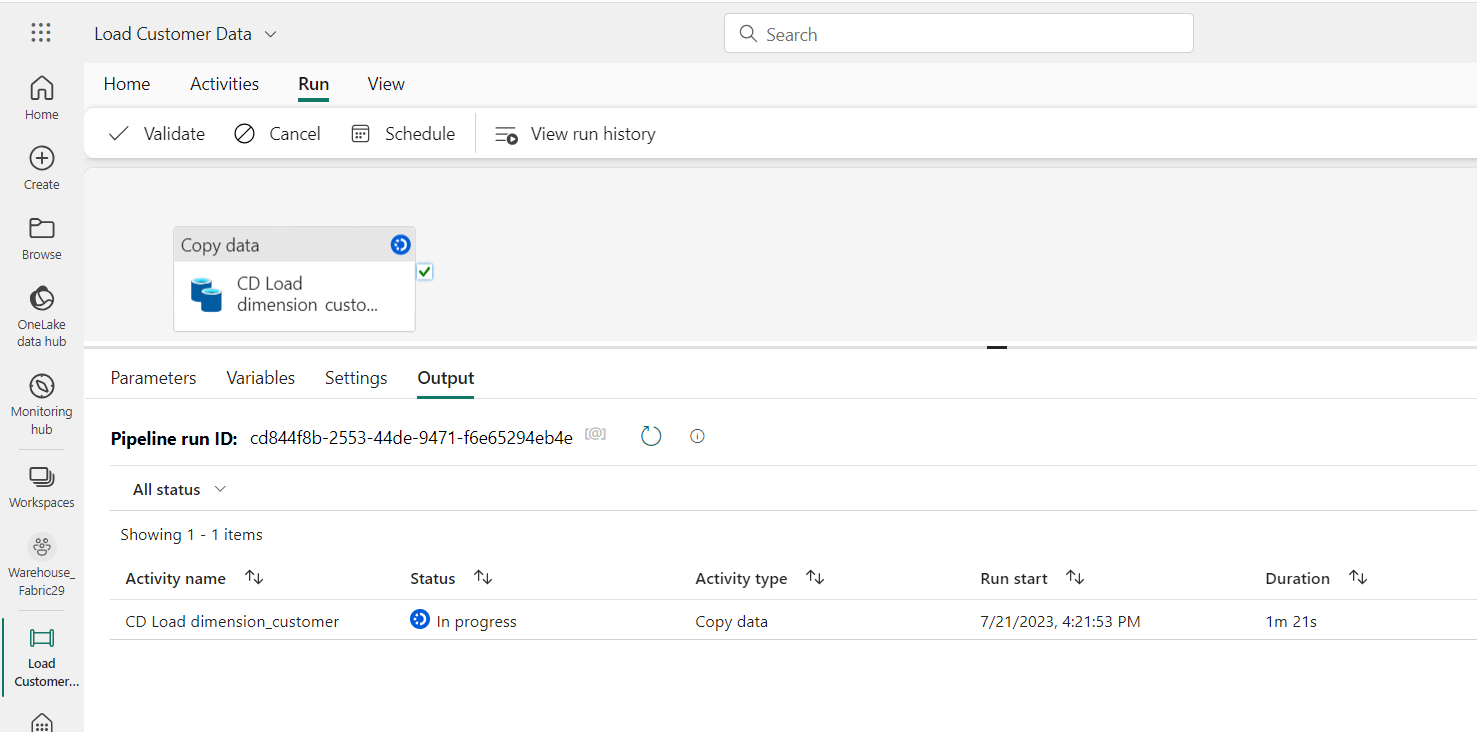 Load Customer Data
Search
Home
Create
Browse
OneLake
data hub
Monitoring
hub
Workspaces
Warehouse_
Fabric29
Load
Customer...
Home Activities Run View
Validate Cancel Schedule View run history
Copy data
CD Load
dimension_custo...
Parameters Variables Settings Output
Pipeline run ID: cd844f8b-2553-44de-9471-f6e65294eb4e [@]
All status
Showing 1 - 1 items
Activity name Status Activity type Run start Duration
CD Load dimension_customer In progress Copy data 7/21/2023, 4:21:53 PM 1m 21s